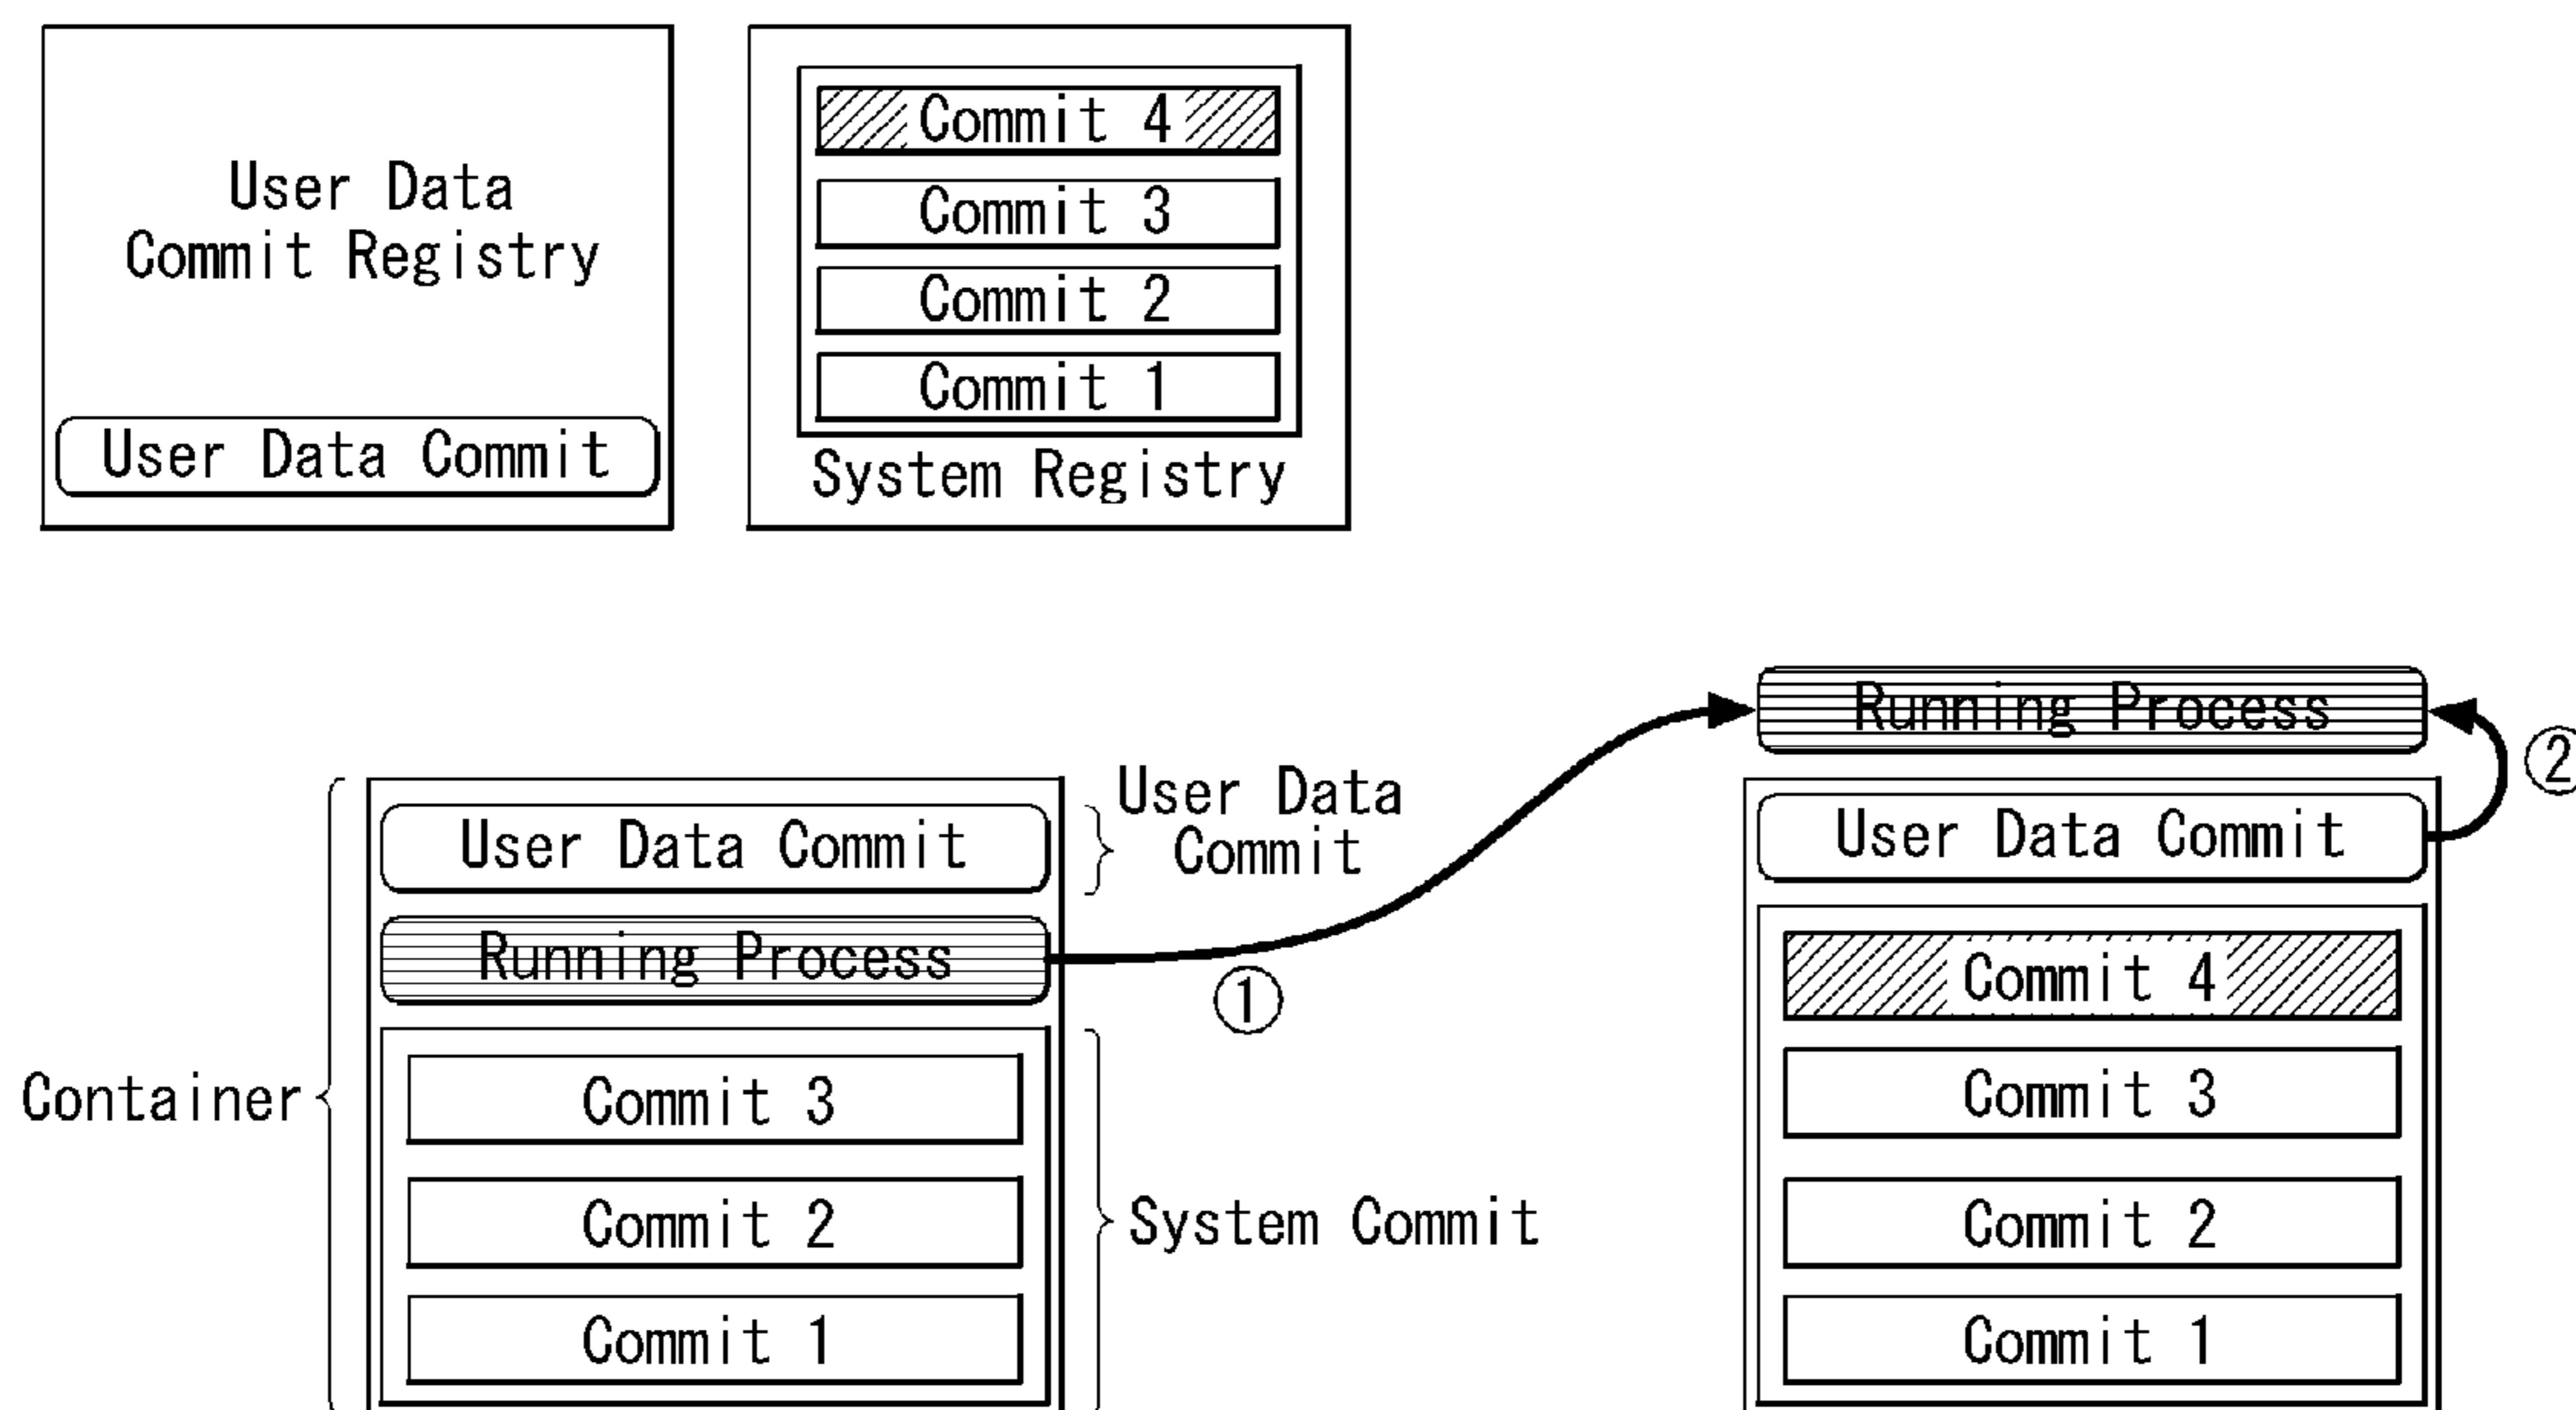 User Data
Commit Registry
User Data Commit
Commit 4
Commit 3
Commit 2
Commit 1
System Registry
Container
User Data Commit
Running Process
Commit 3
Commit 2
Commit 1
User Data
Commit
System Commit
①
Running Process
②
User Data Commit
Commit 4
Commit 3
Commit 2
Commit 1